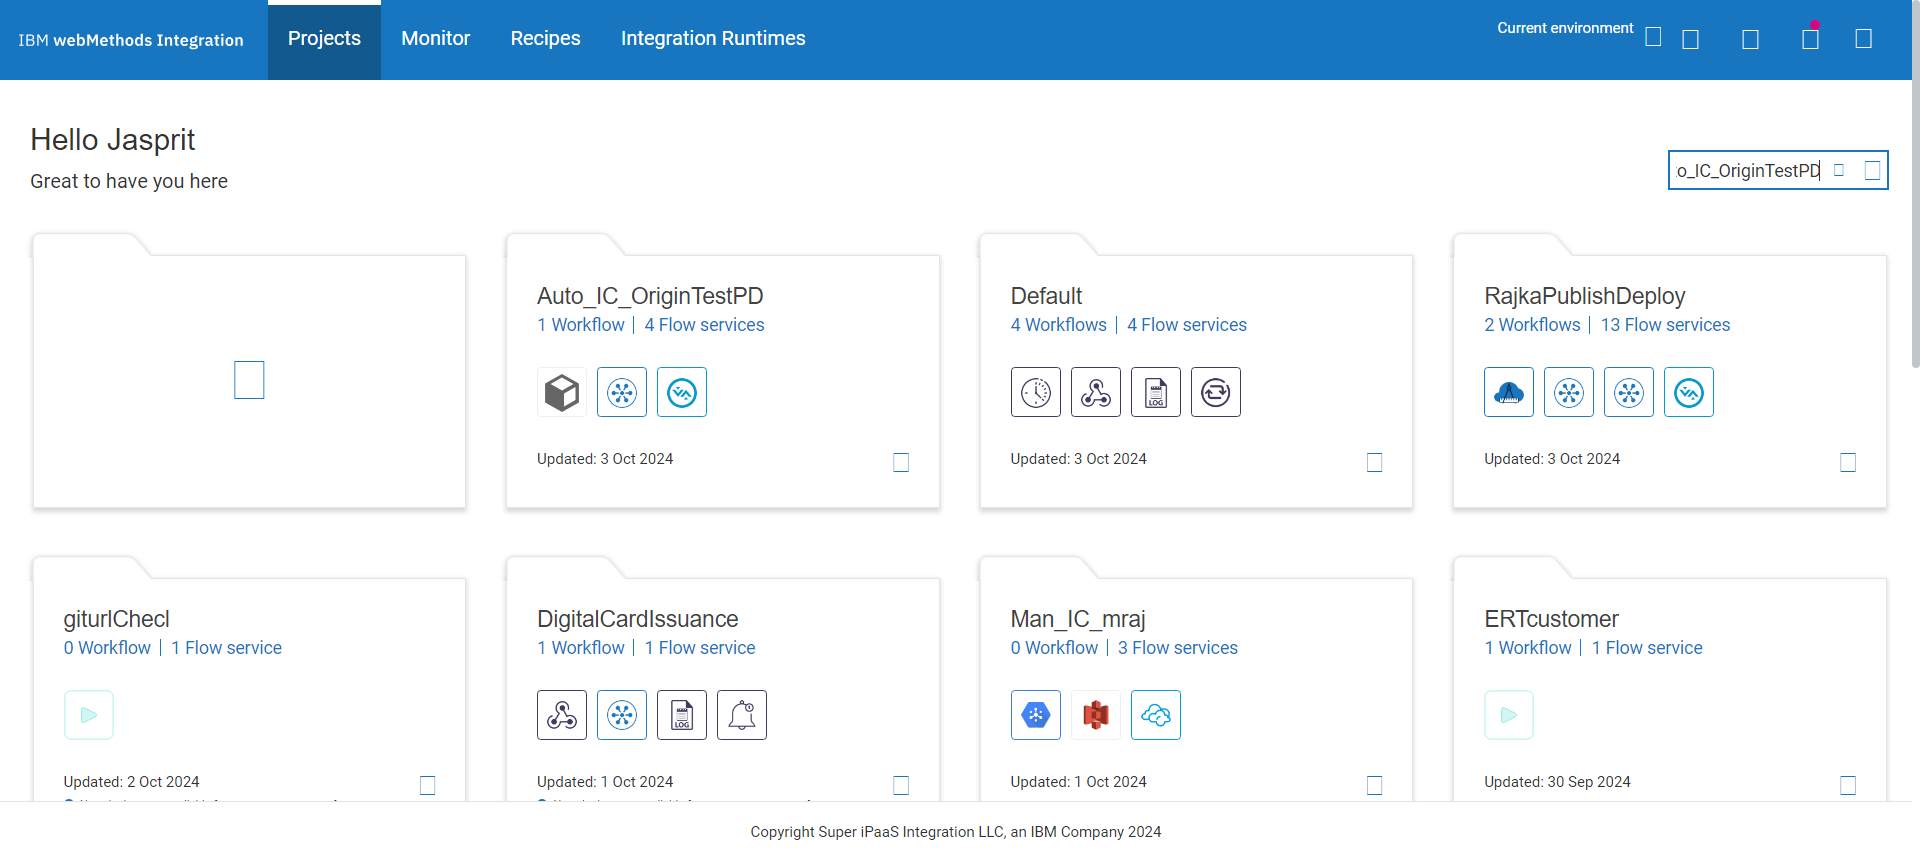 IBM webMethods Integration
Projects
Monitor
Recipes
Integration Runtimes
Current environment
Hello Jasprit
Great to have you here
o_IC_OriginTestPD
Auto_IC_OriginTestPD
1 Workflow | 4 Flow services
Updated: 3 Oct 2024
Default
4 Workflows | 4 Flow services
LOG
Updated: 3 Oct 2024
RajkaPublishDeploy
2 Workflows | 13 Flow services
Updated: 3 Oct 2024
giturlChecl
0 Workflow | 1 Flow service
Updated: 2 Oct 2024
DigitalCardIssuance
1 Workflow | 1 Flow service
LOG
Updated: 1 Oct 2024
Man_IC_mraj
0 Workflow | 3 Flow services
Updated: 1 Oct 2024
ERTcustomer
1 Workflow | 1 Flow service
Updated: 30 Sep 2024
Copyright Super iPaaS Integration LLC, an IBM Company 2024